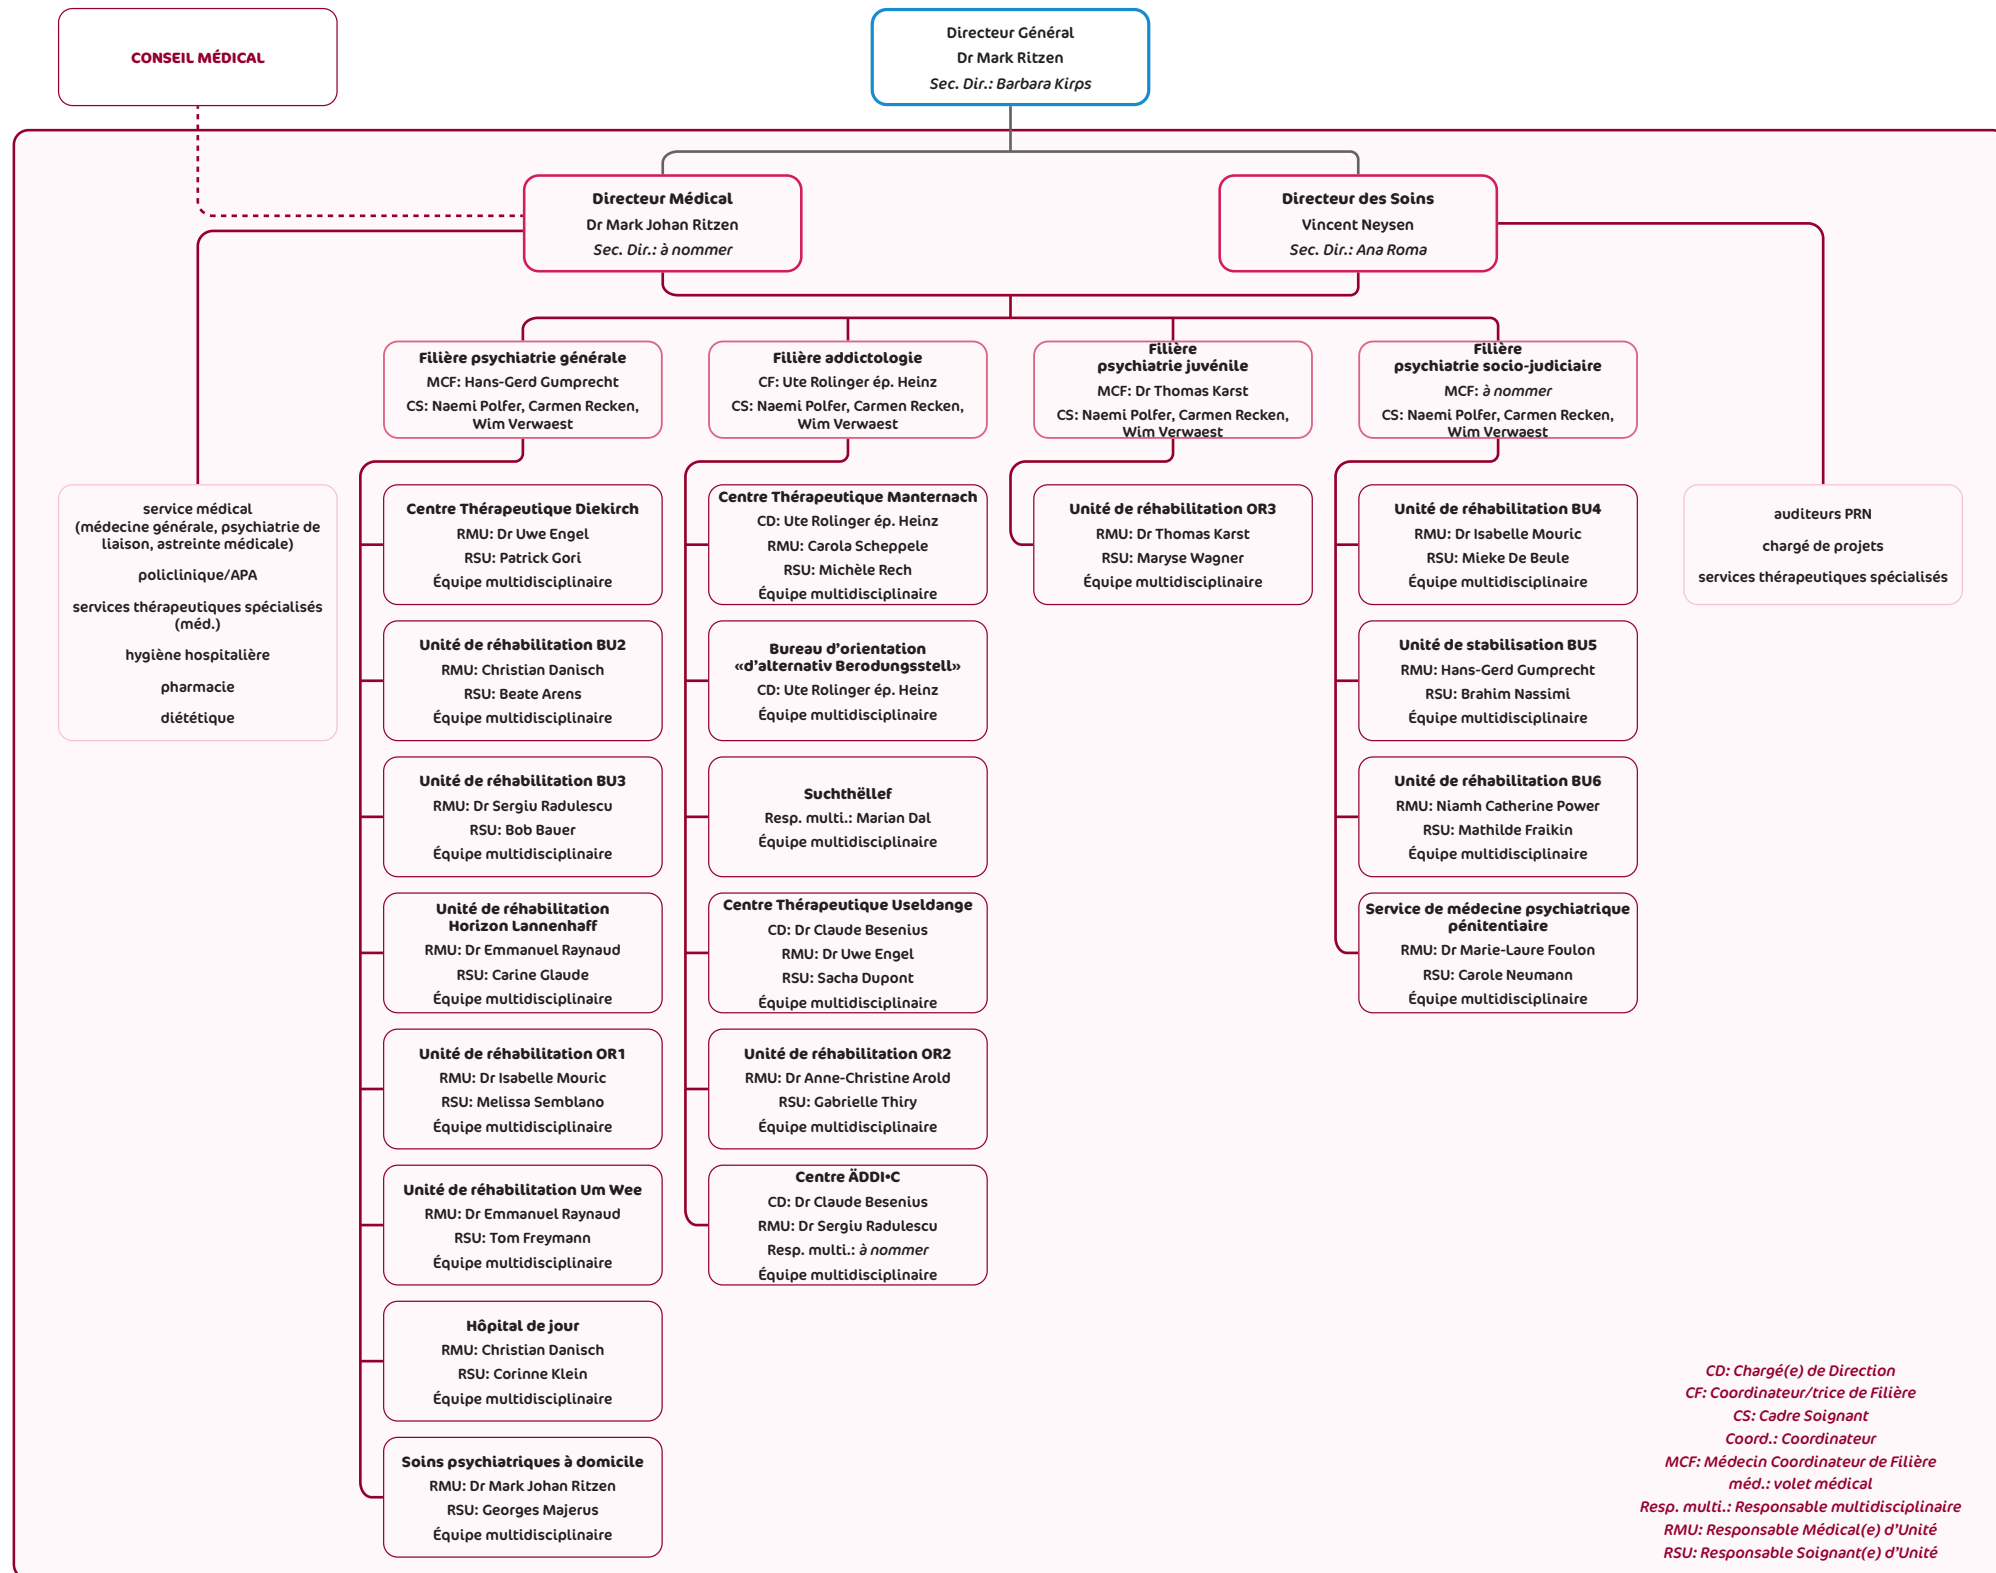 CONSEIL MÉDICAL
Directeur Général
Dr Mark Ritzen
Sec. Dir.: Barbara Kirps
Directeur Médical
Dr Mark Johan Ritzen
Sec. Dir.: à nommer
Directeur des Soins
Vincent Neysen
Sec. Dir.: Ana Roma
Filière psychiatrie générale
MCF: Hans-Gerd Gumprecht
CS: Naemi Polfer, Carmen Recken,
Wim Verwaest
Filière addictologie
CF: Ute Rolinger ép. Heinz
CS: Naemi Polfer, Carmen Recken,
Wim Verwaest
Filière
psychiatrie juvénile
MCF: Dr Thomas Karst
CS: Naemi Polfer, Carmen Recken,
Wim Verwaest
Filière
psychiatrie socio-judiciaire
MCF: à nommer
CS: Naemi Polfer, Carmen Recken,
Wim Verwaest
service médical
(médecine générale, psychiatrie de
liaison, astreinte médicale)
policlinique/APA
services thérapeutiques spécialisés
(méd.)
hygiène hospitalière
pharmacie
diététique
Centre Thérapeutique Diekirch
RMU: Dr Uwe Engel
RSU: Patrick Gori
Équipe multidisciplinaire
Unité de réhabilitation BU2
RMU: Christian Danisch
RSU: Beate Arens
Équipe multidisciplinaire
Unité de réhabilitation BU3
RMU: Dr Sergiu Radulescu
RSU: Bob Bauer
Équipe multidisciplinaire
Unité de réhabilitation
Horizon Lannenhaff
RMU: Dr Emmanuel Raynaud
RSU: Carine Glaude
Équipe multidisciplinaire
Unité de réhabilitation OR1
RMU: Dr Isabelle Mouric
RSU: Melissa Semblano
Équipe multidisciplinaire
Unité de réhabilitation Um Wee
RMU: Dr Emmanuel Raynaud
RSU: Tom Freymann
Équipe multidisciplinaire
Hôpital de jour
RMU: Christian Danisch
RSU: Corinne Klein
Équipe multidisciplinaire
Soins psychiatriques à domicile
RMU: Dr Mark Johan Ritzen
RSU: Georges Majerus
Équipe multidisciplinaire
Centre Thérapeutique Manternach
CD: Ute Rolinger ép. Heinz
RMU: Carola Scheppele
RSU: Michèle Rech
Équipe multidisciplinaire
Bureau d'orientation
«d'alternativ Berodungsstell»
CD: Ute Rolinger ép. Heinz
Équipe multidisciplinaire
Suchthëllef
Resp. multi.: Marian Dal
Équipe multidisciplinaire
Centre Thérapeutique Useldange
CD: Dr Claude Besenius
RMU: Dr Uwe Engel
RSU: Sacha Dupont
Équipe multidisciplinaire
Unité de réhabilitation OR2
RMU: Dr Anne-Christine Arold
RSU: Gabrielle Thiry
Équipe multidisciplinaire
Centre ÄDDI•C
CD: Dr Claude Besenius
RMU: Dr Sergiu Radulescu
Resp. multi.: à nommer
Équipe multidisciplinaire
Unité de réhabilitation OR3
RMU: Dr Thomas Karst
RSU: Maryse Wagner
Équipe multidisciplinaire
Unité de réhabilitation BU4
RMU: Dr Isabelle Mouric
RSU: Mieke De Beule
Équipe multidisciplinaire
Unité de stabilisation BU5
RMU: Hans-Gerd Gumprecht
RSU: Brahim Nassimi
Équipe multidisciplinaire
Unité de réhabilitation BU6
RMU: Niamh Catherine Power
RSU: Mathilde Fraikin
Équipe multidisciplinaire
Service de médecine psychiatrique
pénitentiaire
RMU: Dr Marie-Laure Foulon
RSU: Carole Neumann
Équipe multidisciplinaire
auditeurs PRN
chargé de projets
services thérapeutiques spécialisés
CD: Chargé(e) de Direction
CF: Coordinateur/trice de Filière
CS: Cadre Soignant
Coord.: Coordinateur
MCF: Médecin Coordinateur de Filière
méd.: volet médical
Resp. multi.: Responsable multidisciplinaire
RMU: Responsable Médical(e) d'Unité
RSU: Responsable Soignant(e) d'Unité